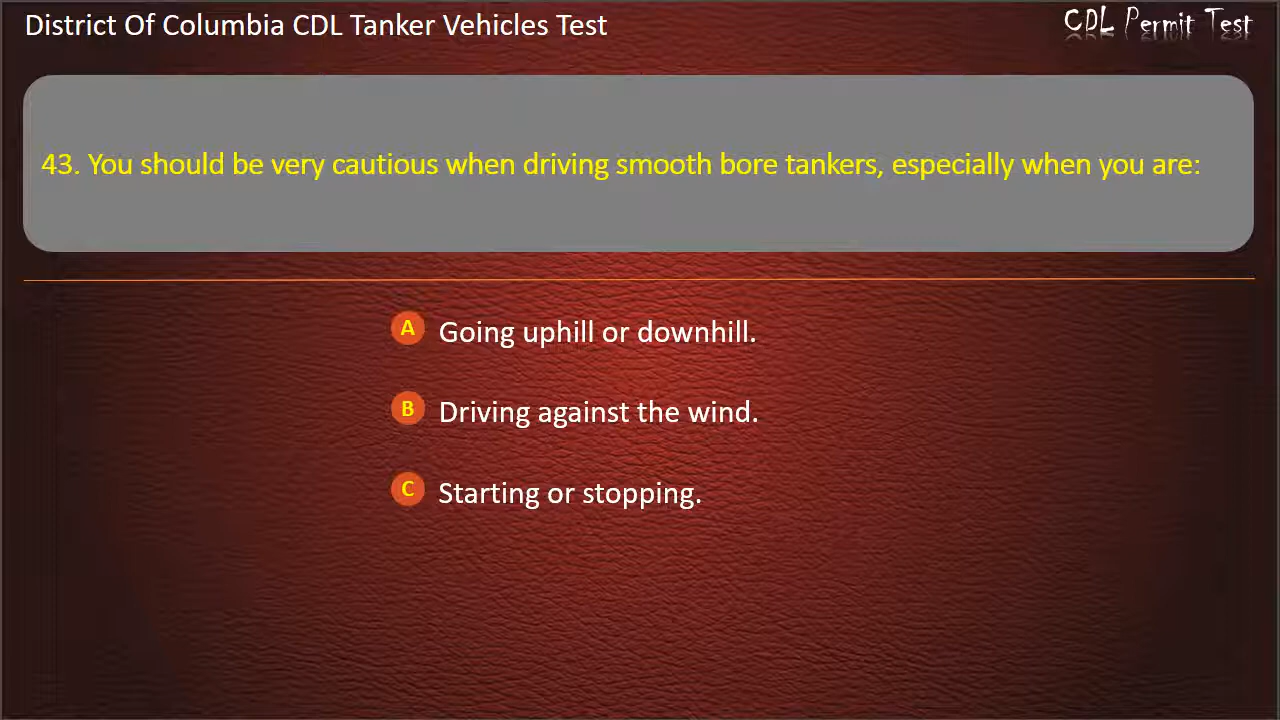 District Of Columbia CDL Tanker Vehicles Test
CDL Permit Test
43. You should be very cautious when driving smooth bore tankers, especially when you are:
A Going uphill or downhill.
B Driving against the wind.
C Starting or stopping.